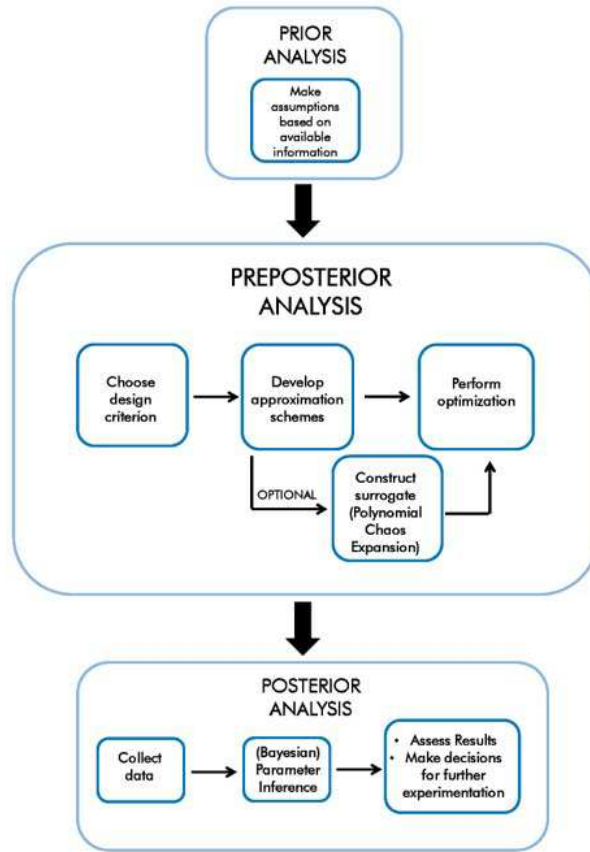 PRIOR
ANALYSIS
Make
assumptions
based on
available
information
PREPOSTERIOR
ANALYSIS
Choose
design
criterion
Develop
approximation
schemes
Perform
optimization
OPTIONAL
Construct
surrogate
(Polynomial
Chaos
Expansion)
POSTERIOR
ANALYSIS
Collect
data
(Bayesian)
Parameter
Inference
• Assess Results
• Make decisions
for further
experimentation